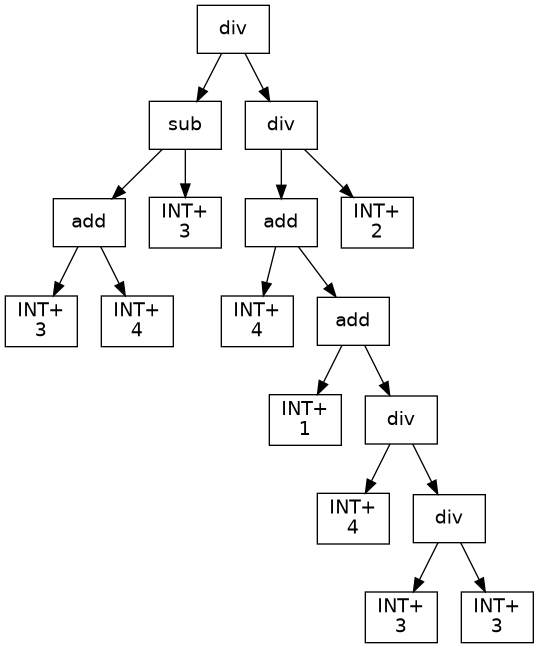 div
sub
div
add
INT+
3
add
INT+
2
INT+
3
INT+
4
INT+
4
add
INT+
1
div
INT+
4
div
INT+
3
INT+
3